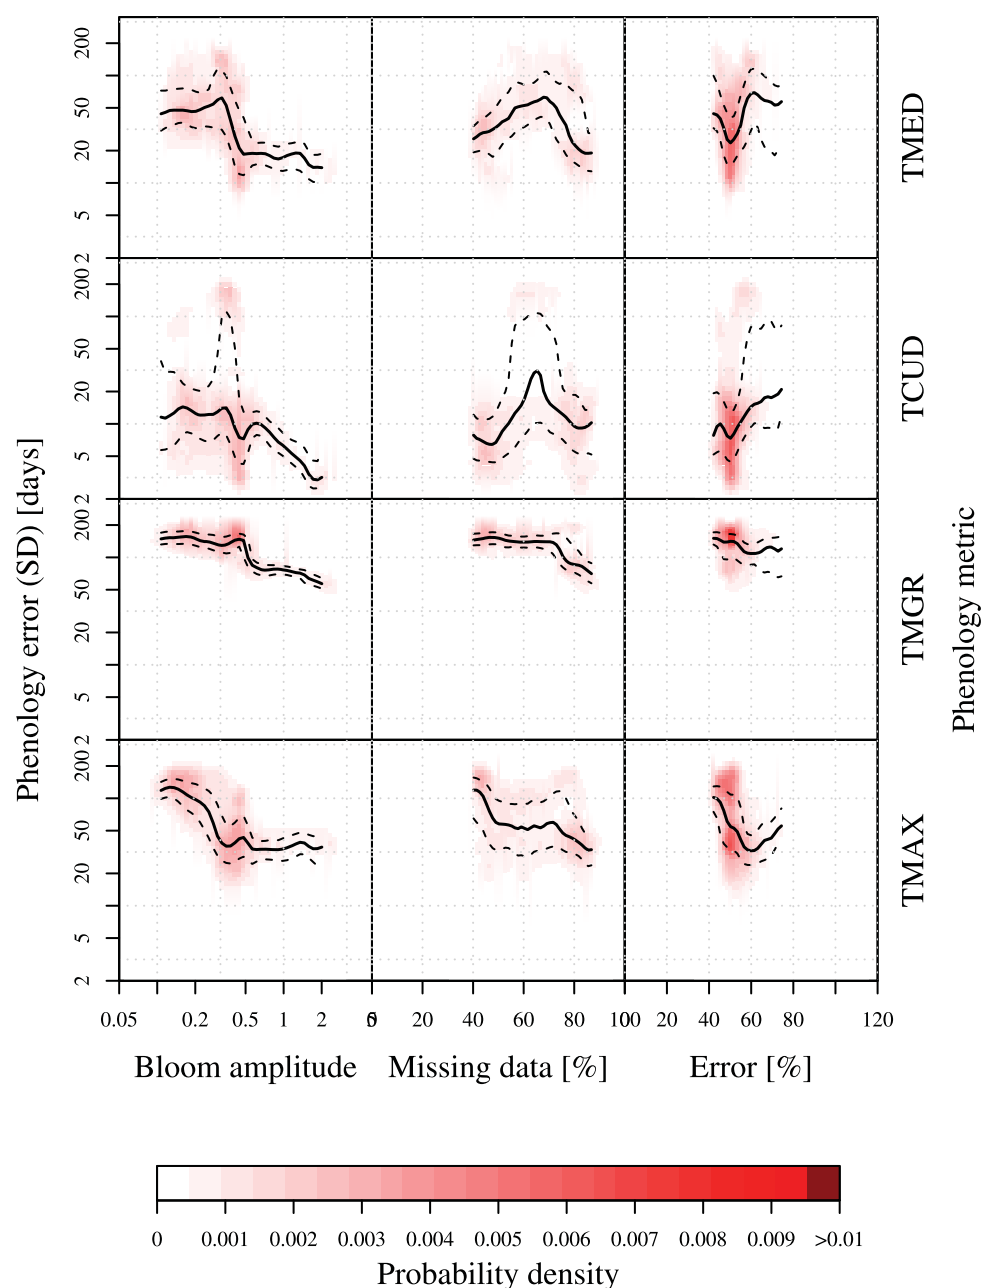 Phenology error (SD) [days]
200
50
20
5
2
TMED
200
50
20
5
2
TCUD
200
50
20
5
2
TMGR
200
50
20
5
2
TMAX
Phenology metric
0.05 0.2 0.5 1 2 5
0 20 40 60 80 100
0 20 40 60 80 120
Bloom amplitude Missing data [%] Error [%]
0 0.001 0.002 0.003 0.004 0.005 0.006 0.007 0.008 0.009 >0.01
Probability density